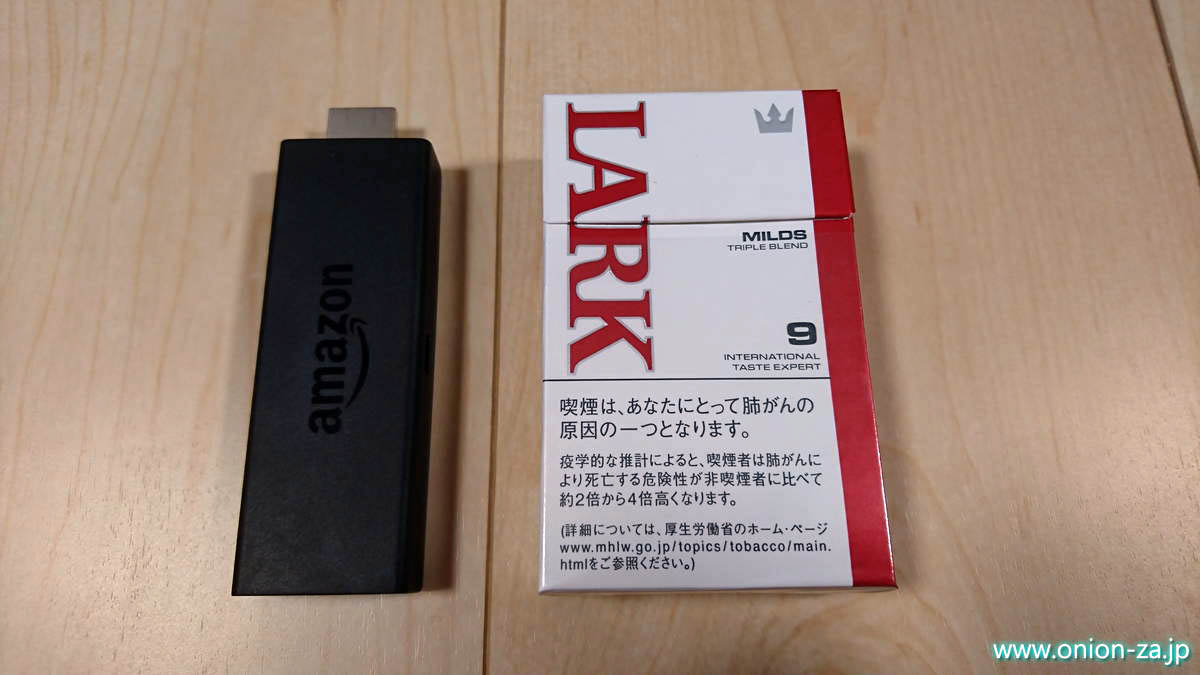 amazon
LARK
MILDS
TRIPLE BLEND
9
INTERNATIONAL
TASTE EXPERT
喫煙は、あなたにとって肺がんの
原因の一つとなります。
疫学的な推計によると、喫煙者は肺がんに
より死亡する危険性が非喫煙者に比べて
約2倍から4倍高くなります。
(詳細については、厚生労働省のホーム・ページ
www.mhlw.go.jp/topics/tobacco/main.
htmlをご参照ください。)
www.onion-za.jp